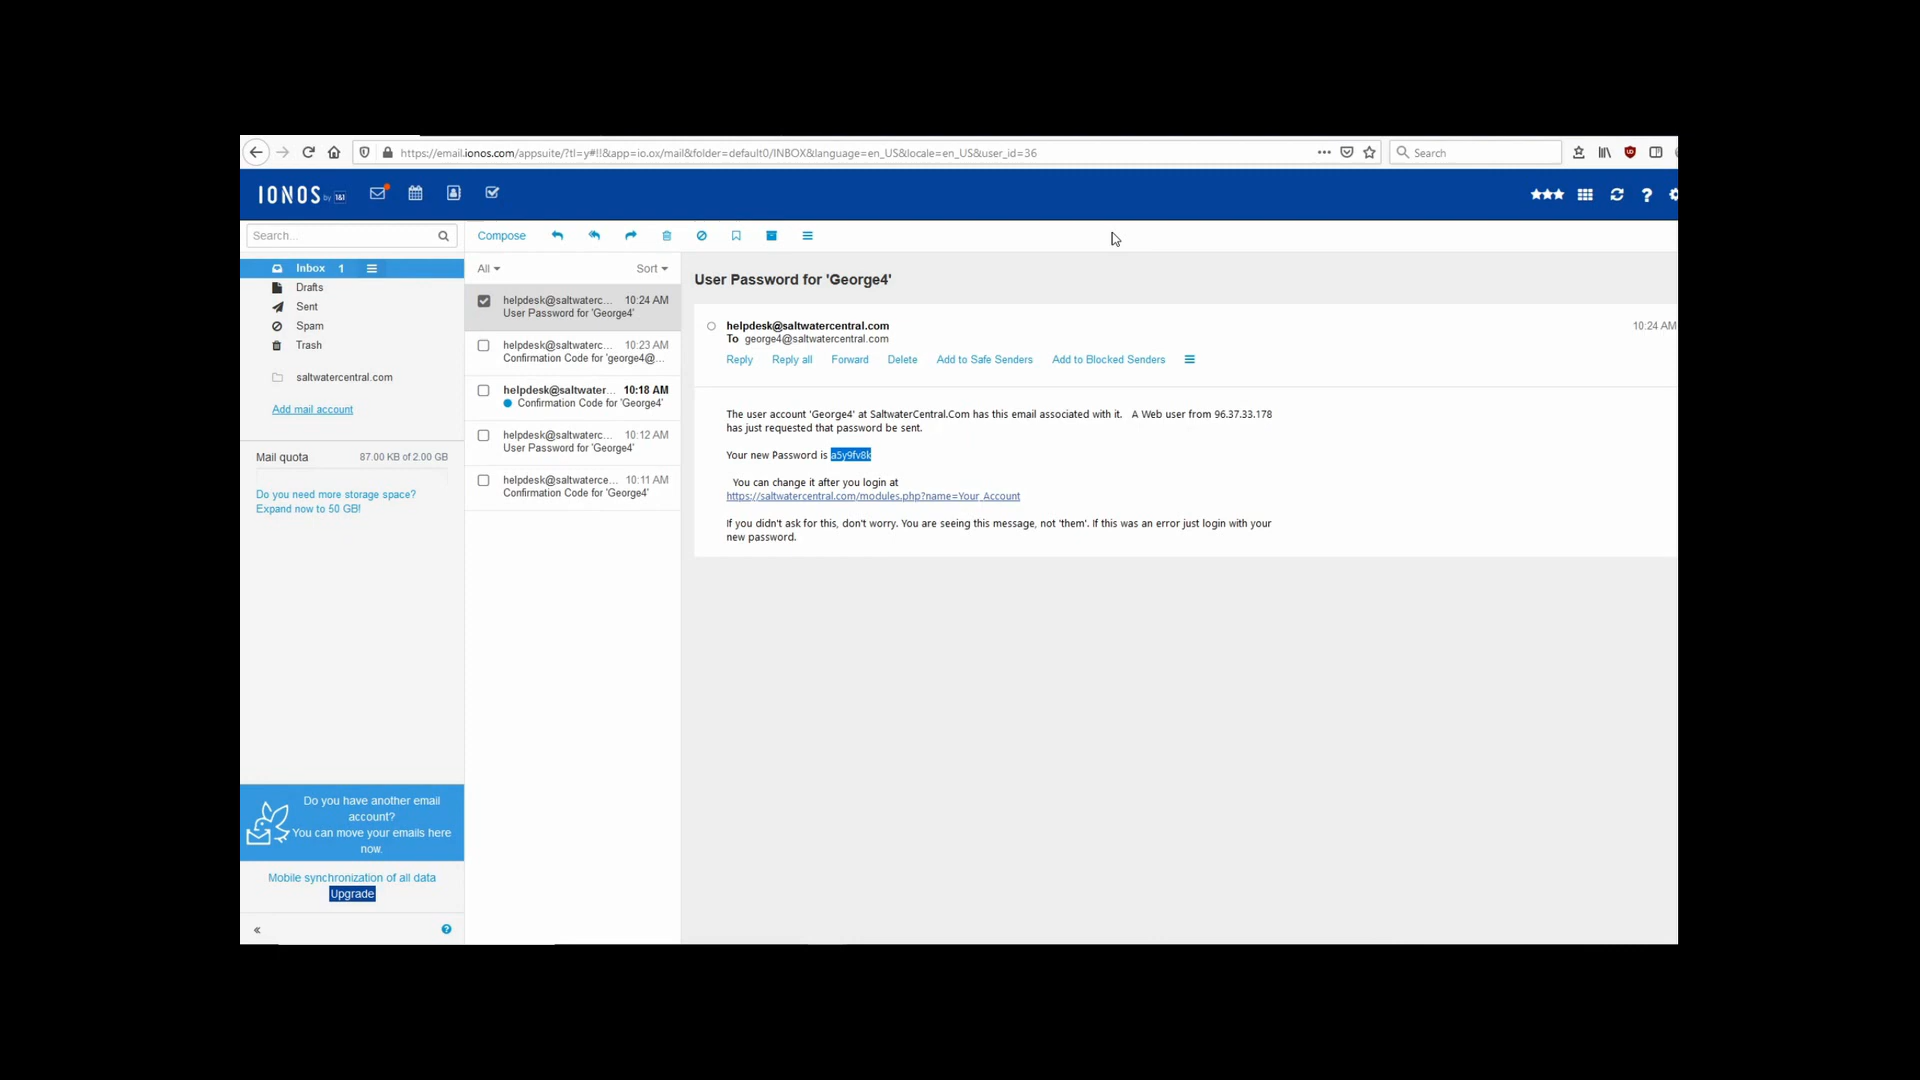 https://email.ionos.com/appsuite/?tl=y#!!&app=io.ox/mail&folder=default0/INBOX&language=en_US&locale=en_US&user_id=36
Search
IONOS by 1&1
Search...
Compose
Inbox 1
Drafts
Sent
Spam
Trash
saltwatercentral.com
Add mail account
Mail quota 87.00 KB of 2.00 GB
Do you need more storage space?
Expand now to 50 GB!
Do you have another email
account?
You can move your emails here
now.
Mobile synchronization of all data
Upgrade
All Sort
helpdesk@saltwaterc... 10:24 AM
User Password for 'George4'
helpdesk@saltwaterc... 10:23 AM
Confirmation Code for 'george4@...
helpdesk@saltwater... 10:18 AM
Confirmation Code for 'George4'
helpdesk@saltwaterc... 10:12 AM
User Password for 'George4'
helpdesk@saltwaterce... 10:11 AM
Confirmation Code for 'George4'
User Password for 'George4'
helpdesk@saltwatercentral.com 10:24 AM
To george4@saltwatercentral.com
Reply Reply all Forward Delete Add to Safe Senders Add to Blocked Senders
The user account 'George4' at SaltwaterCentral.Com has this email associated with it. A Web user from 96.37.33.178
has just requested that password be sent.
Your new Password is a5y9fv8k
You can change it after you login at
https://saltwatercentral.com/modules.php?name=Your_Account
If you didn't ask for this, don't worry. You are seeing this message, not 'them'. If this was an error just login with your
new password.